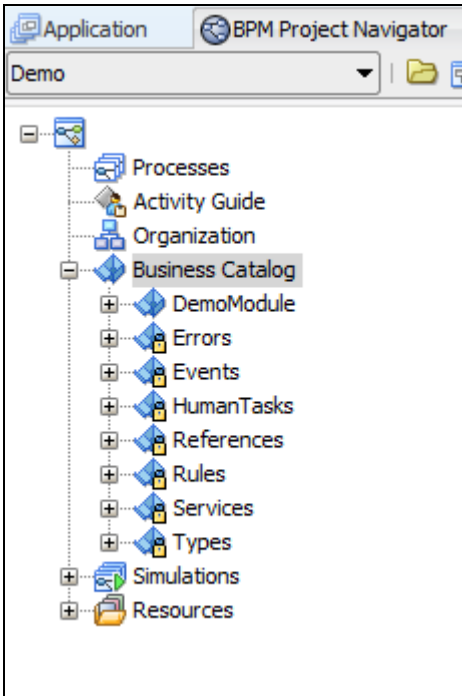 Application BPM Project Navigator
Demo
Processes
Activity Guide
Organization
Business Catalog
DemoModule
Errors
Events
HumanTasks
References
Rules
Services
Types
Simulations
Resources